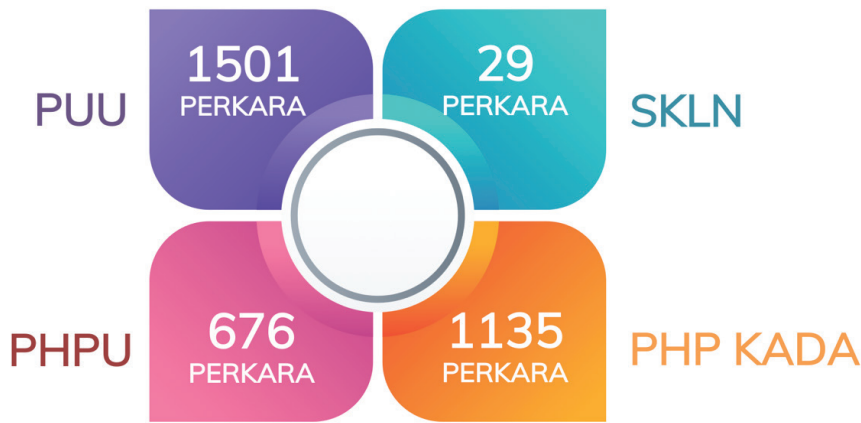 PUU
1501
PERKARA
29
PERKARA
SKLN
PHPU
676
PERKARA
1135
PERKARA
PHP KADA